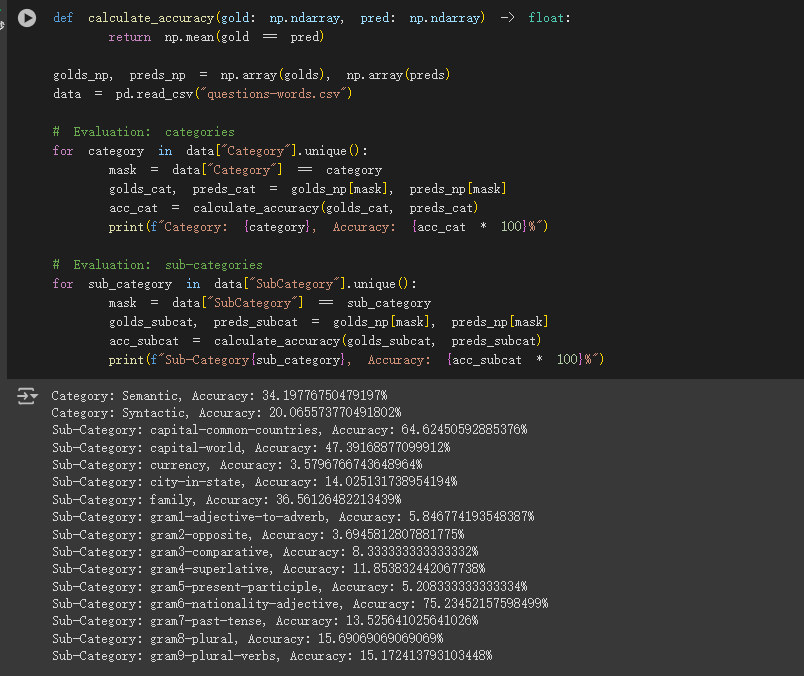 def calculate_accuracy(gold: np.ndarray, pred: np.ndarray) -> float:
return np.mean(gold == pred)
golds_np, preds_np = np.array(golds), np.array(preds)
data = pd.read_csv("questions-words.csv")
# Evaluation: categories
for category in data["Category"].unique():
mask = data["Category"] == category
golds_cat, preds_cat = golds_np[mask], preds_np[mask]
acc_cat = calculate_accuracy(golds_cat, preds_cat)
print(f"Category: {category}, Accuracy: {acc_cat * 100}%")
# Evaluation: sub-categories
for sub_category in data["SubCategory"].unique():
mask = data["SubCategory"] == sub_category
golds_subcat, preds_subcat = golds_np[mask], preds_np[mask]
acc_subcat = calculate_accuracy(golds_subcat, preds_subcat)
print(f"Sub-Category{sub_category}, Accuracy: {acc_subcat * 100}%")
Category: Semantic, Accuracy: 34.19776750479197%
Category: Syntactic, Accuracy: 20.065573770491802%
Sub-Category: capital-common-countries, Accuracy: 64.62450592885376%
Sub-Category: capital-world, Accuracy: 47.39168877099912%
Sub-Category: currency, Accuracy: 3.5796766743648964%
Sub-Category: city-in-state, Accuracy: 14.025131738954194%
Sub-Category: family, Accuracy: 36.56126482213439%
Sub-Category: gram1-adjective-to-adverb, Accuracy: 5.846774193548387%
Sub-Category: gram2-opposite, Accuracy: 3.6945812807881775%
Sub-Category: gram3-comparative, Accuracy: 8.333333333333332%
Sub-Category: gram4-superlative, Accuracy: 11.853832442067738%
Sub-Category: gram5-present-participle, Accuracy: 5.208333333333334%
Sub-Category: gram6-nationality-adjective, Accuracy: 75.23452157598499%
Sub-Category: gram7-past-tense, Accuracy: 13.525641025641026%
Sub-Category: gram8-plural, Accuracy: 15.69069069069069%
Sub-Category: gram9-plural-verbs, Accuracy: 15.172413793103448%